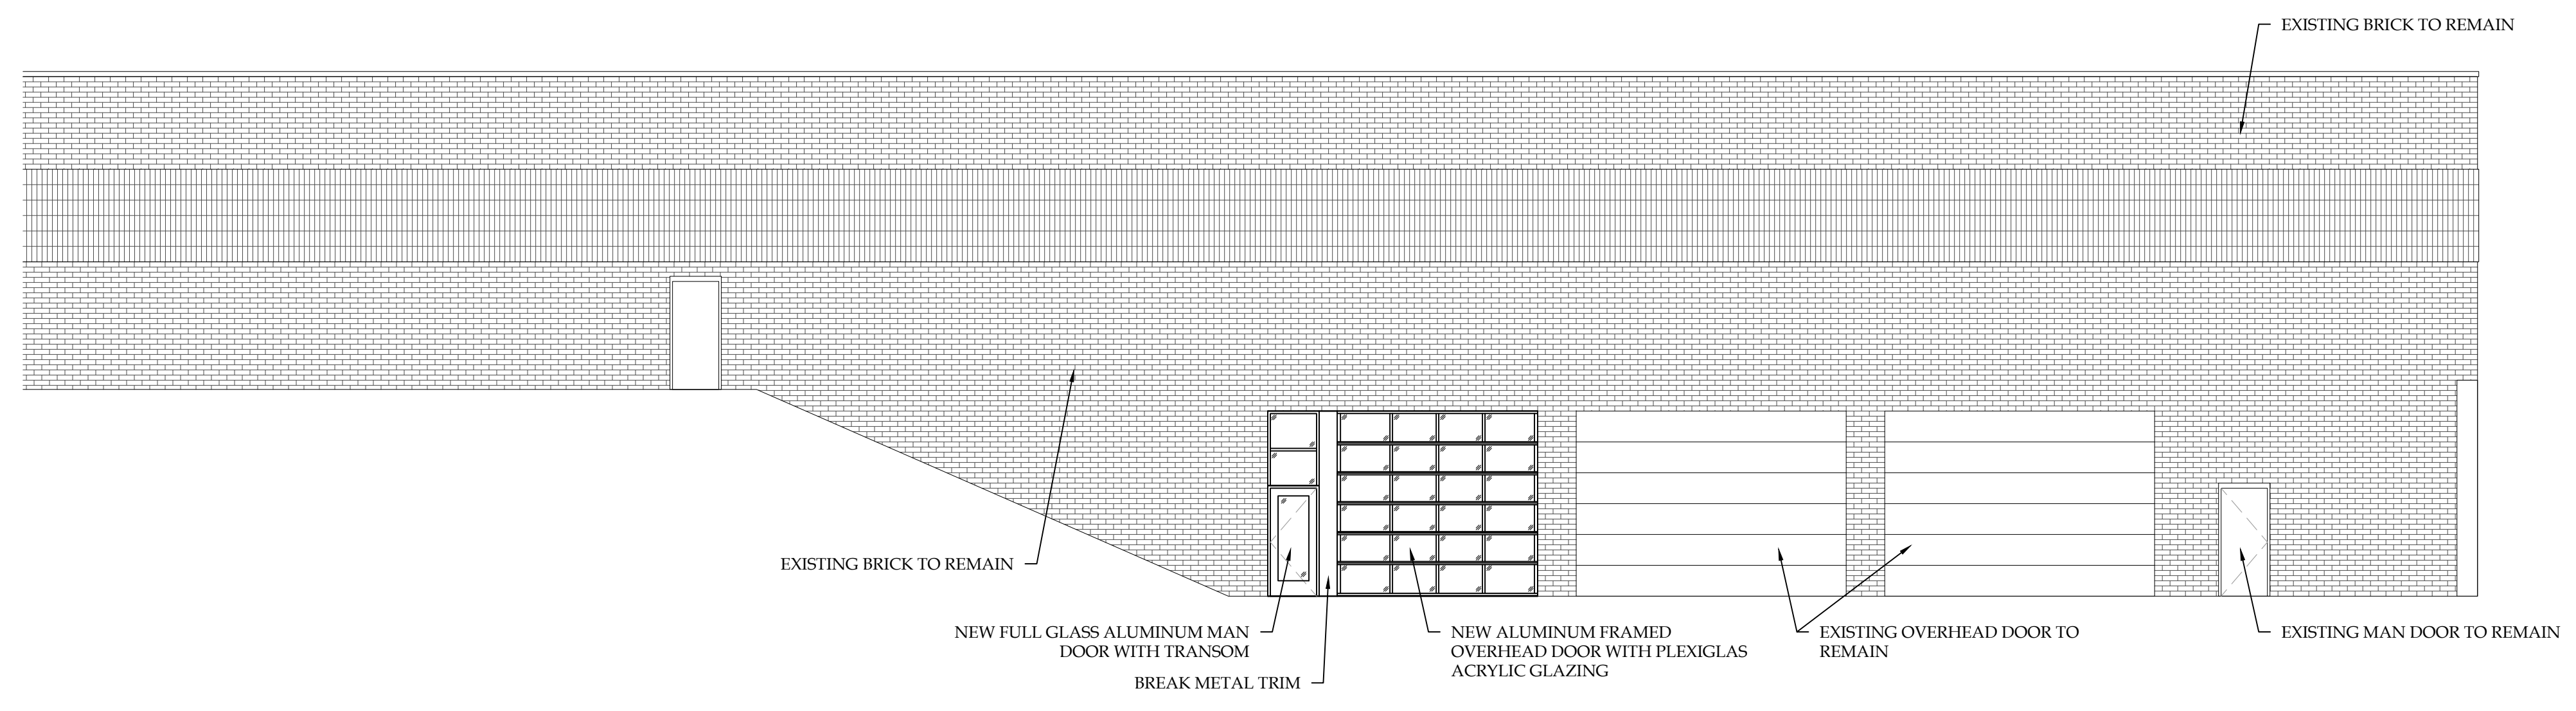 EXISTING BRICK TO REMAIN
EXISTING BRICK TO REMAIN
NEW FULL GLASS ALUMINUM MAN
DOOR WITH TRANSOM
BREAK METAL TRIM
NEW ALUMINUM FRAMED
OVERHEAD DOOR WITH PLEXIGLAS
ACRYLIC GLAZING
EXISTING OVERHEAD DOOR TO
REMAIN
EXISTING MAN DOOR TO REMAIN